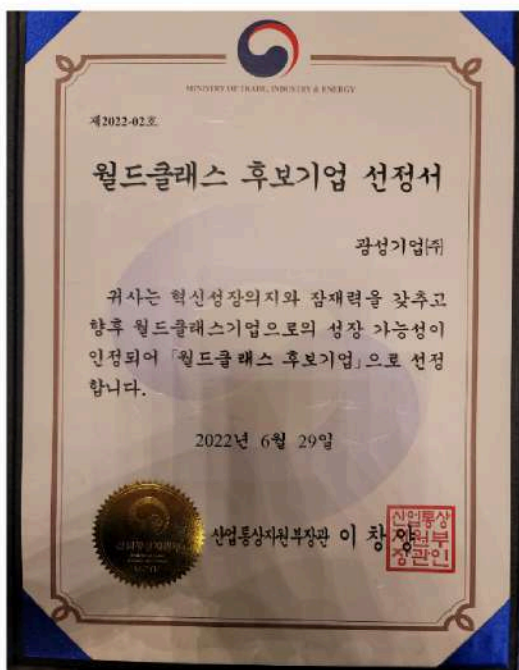 MINISTRY OF TRADE, INDUSTRY & ENERGY
제2022-02호
월드클래스 후보기업 선정서
광성기업(주)
귀사는 혁신성장의지와 잠재력을 갖추고
향후 월드클래스기업으로의 성장 가능성이
인정되어 「월드클래스 후보기업」으로 선정
합니다.
2022년 6월 29일
산업통상자원부장관 이창양
산업통상
자원부
장관인